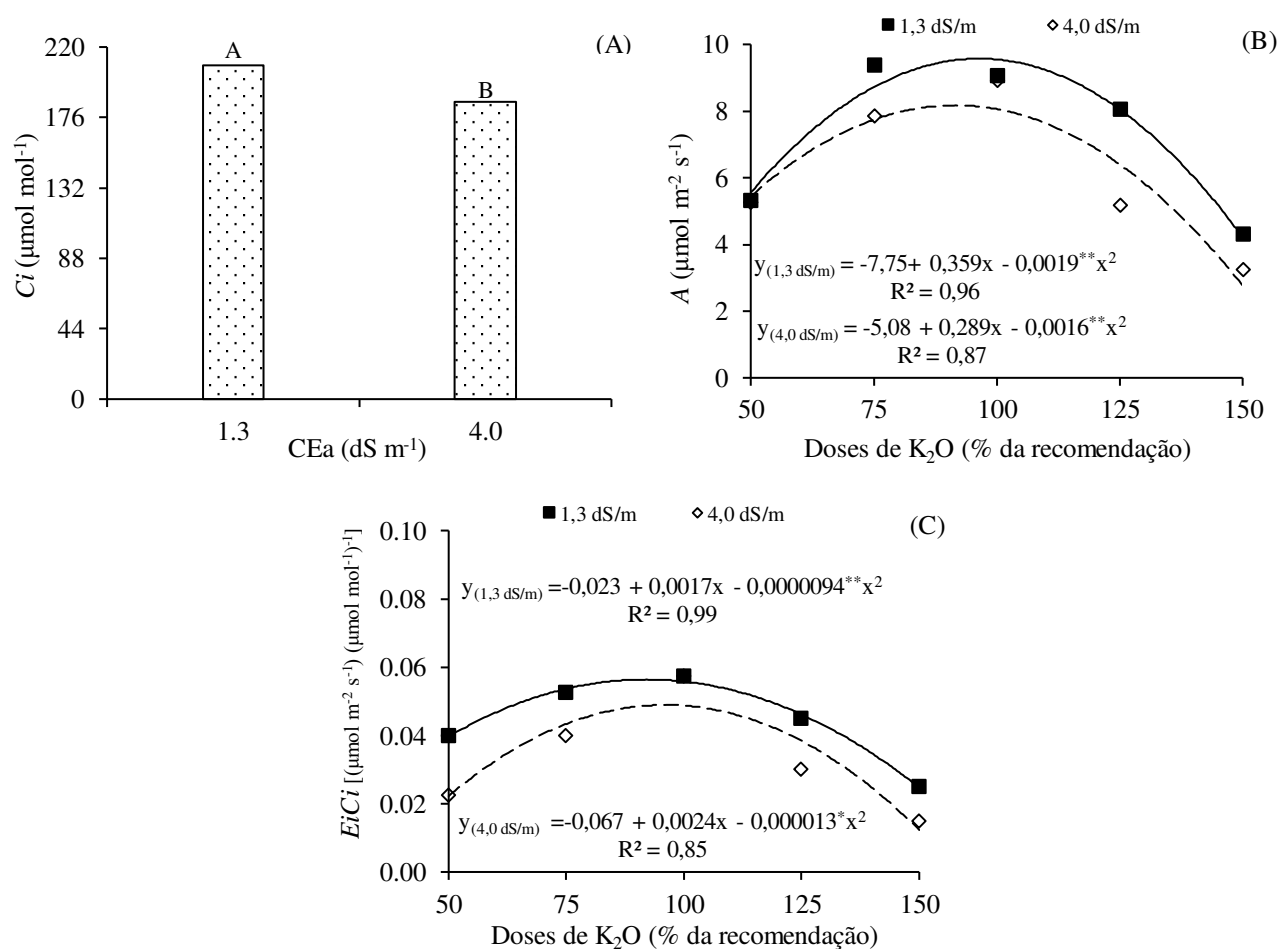 (A)
220
176
132
88
44
0
A
B
1.3
4.0
CEa (dS m⁻¹)
Ci (µmol mol⁻¹)
■ 1,3 dS/m ◇ 4,0 dS/m
(B)
10
8
6
4
2
0
A (µmol m⁻² s⁻¹)
y(1,3 dS/m) = -7,75+ 0,359x - 0,0019**x²
R² = 0,96
y(4,0 dS/m) = -5,08 + 0,289x - 0,0016**x²
R² = 0,87
50 75 100 125 150
Doses de K₂O (% da recomendação)
■ 1,3 dS/m ◇ 4,0 dS/m
(C)
0.10
0.08
0.06
0.04
0.02
0.00
EiCi [(µmol m⁻² s⁻¹) (µmol mol⁻¹)⁻¹]
y(1,3 dS/m) =-0,023 + 0,0017x - 0,0000094**x²
R² = 0,99
y(4,0 dS/m) =-0,067 + 0,0024x - 0,000013*x²
R² = 0,85
50 75 100 125 150
Doses de K₂O (% da recomendação)